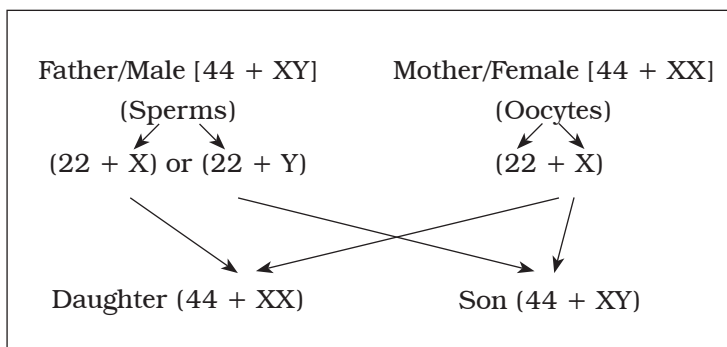 Father/Male [44 + XY] Mother/Female [44 + XX]
(Sperms) (Oocytes)
(22 + X) or (22 + Y) (22 + X)
Daughter (44 + XX) Son (44 + XY)